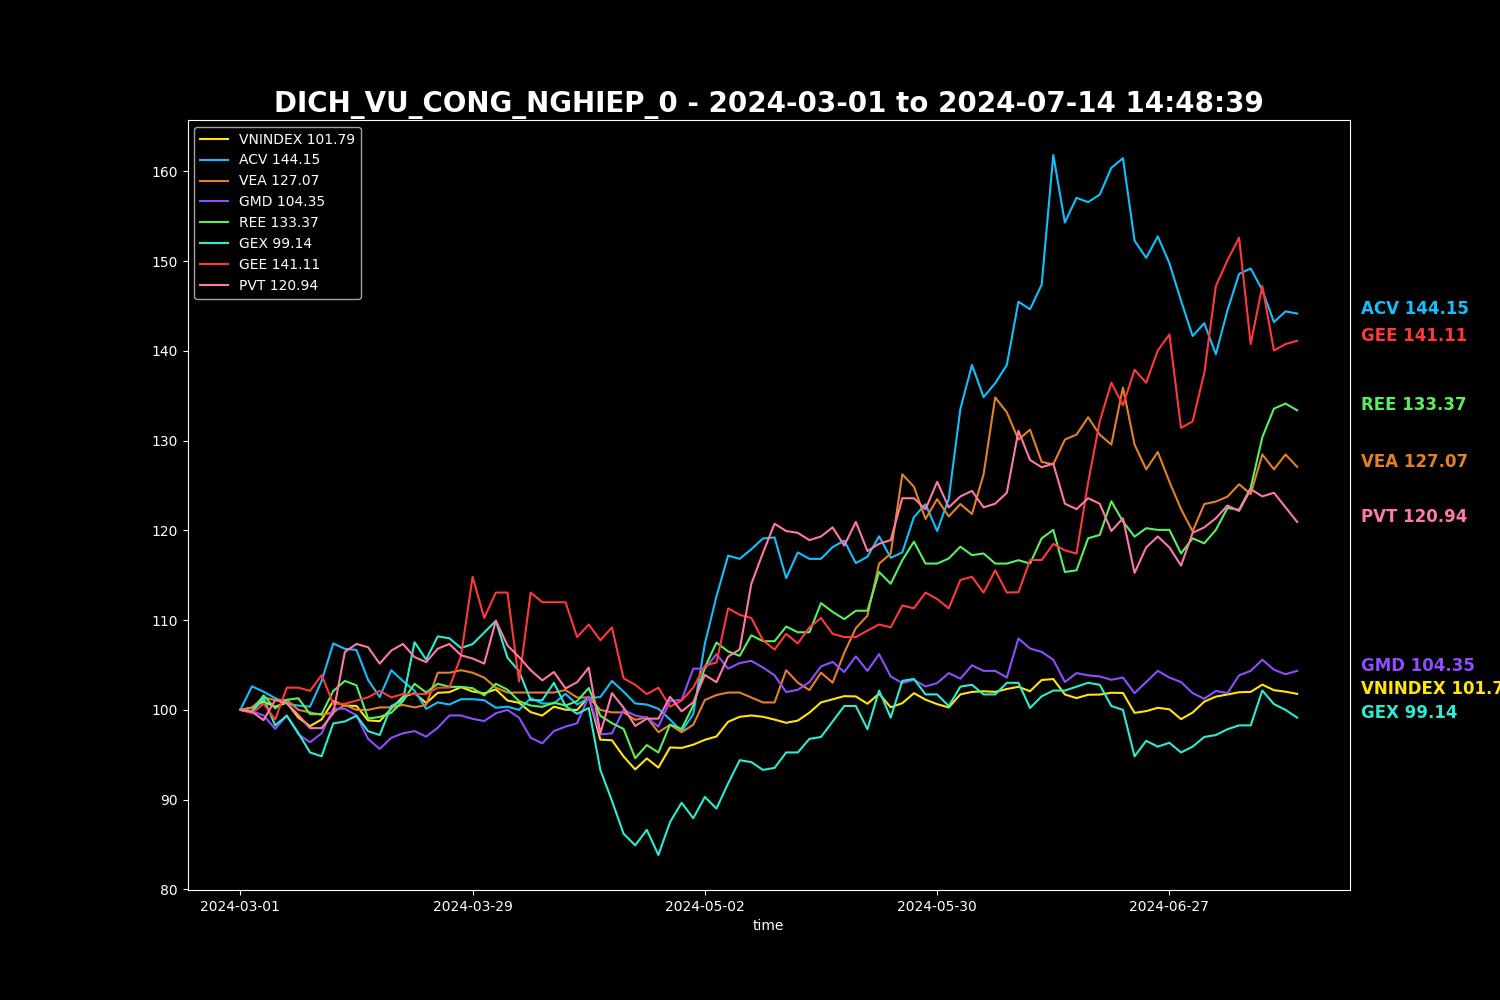 DICH_VU_CONG_NGHIEP_0 - 2024-03-01 to 2024-07-14 14:48:39
VNINDEX 101.79
ACV 144.15
VEA 127.07
GMD 104.35
REE 133.37
GEX 99.14
GEE 141.11
PVT 120.94
160
150
140
130
120
110
100
90
80
ACV 144.15
GEE 141.11
REE 133.37
VEA 127.07
PVT 120.94
GMD 104.35
VNINDEX 101.7
GEX 99.14
2024-03-01
2024-03-29
2024-05-02
2024-05-30
2024-06-27
time